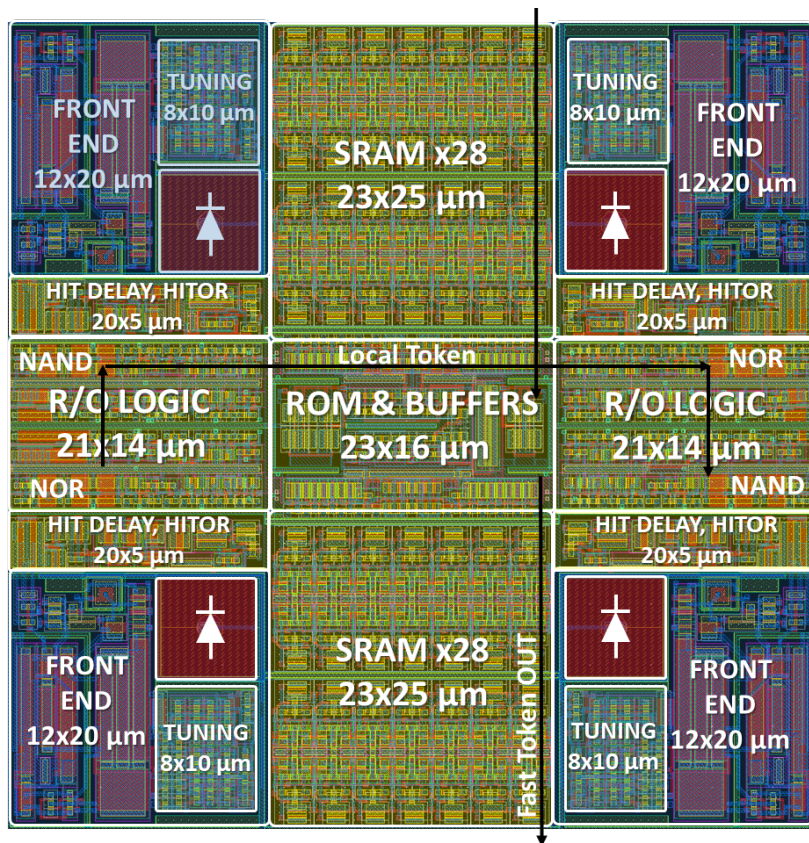 FRONT
END
12x20 µm
TUNING
8x10 µm
SRAM x28
23x25 µm
TUNING
8x10 µm
FRONT
END
12x20 µm
HIT DELAY, HITOR
20x5 µm
HIT DELAY, HITOR
20x5 µm
NAND
R/O LOGIC
21x14 µm
NOR
Local Token
ROM & BUFFERS
23x16 µm
NOR
R/O LOGIC
21x14 µm
NAND
HIT DELAY, HITOR
20x5 µm
HIT DELAY, HITOR
20x5 µm
FRONT
END
12x20 µm
TUNING
8x10 µm
SRAM x28
23x25 µm
Fast Token OUT
TUNING
8x10 µm
FRONT
END
12x20 µm